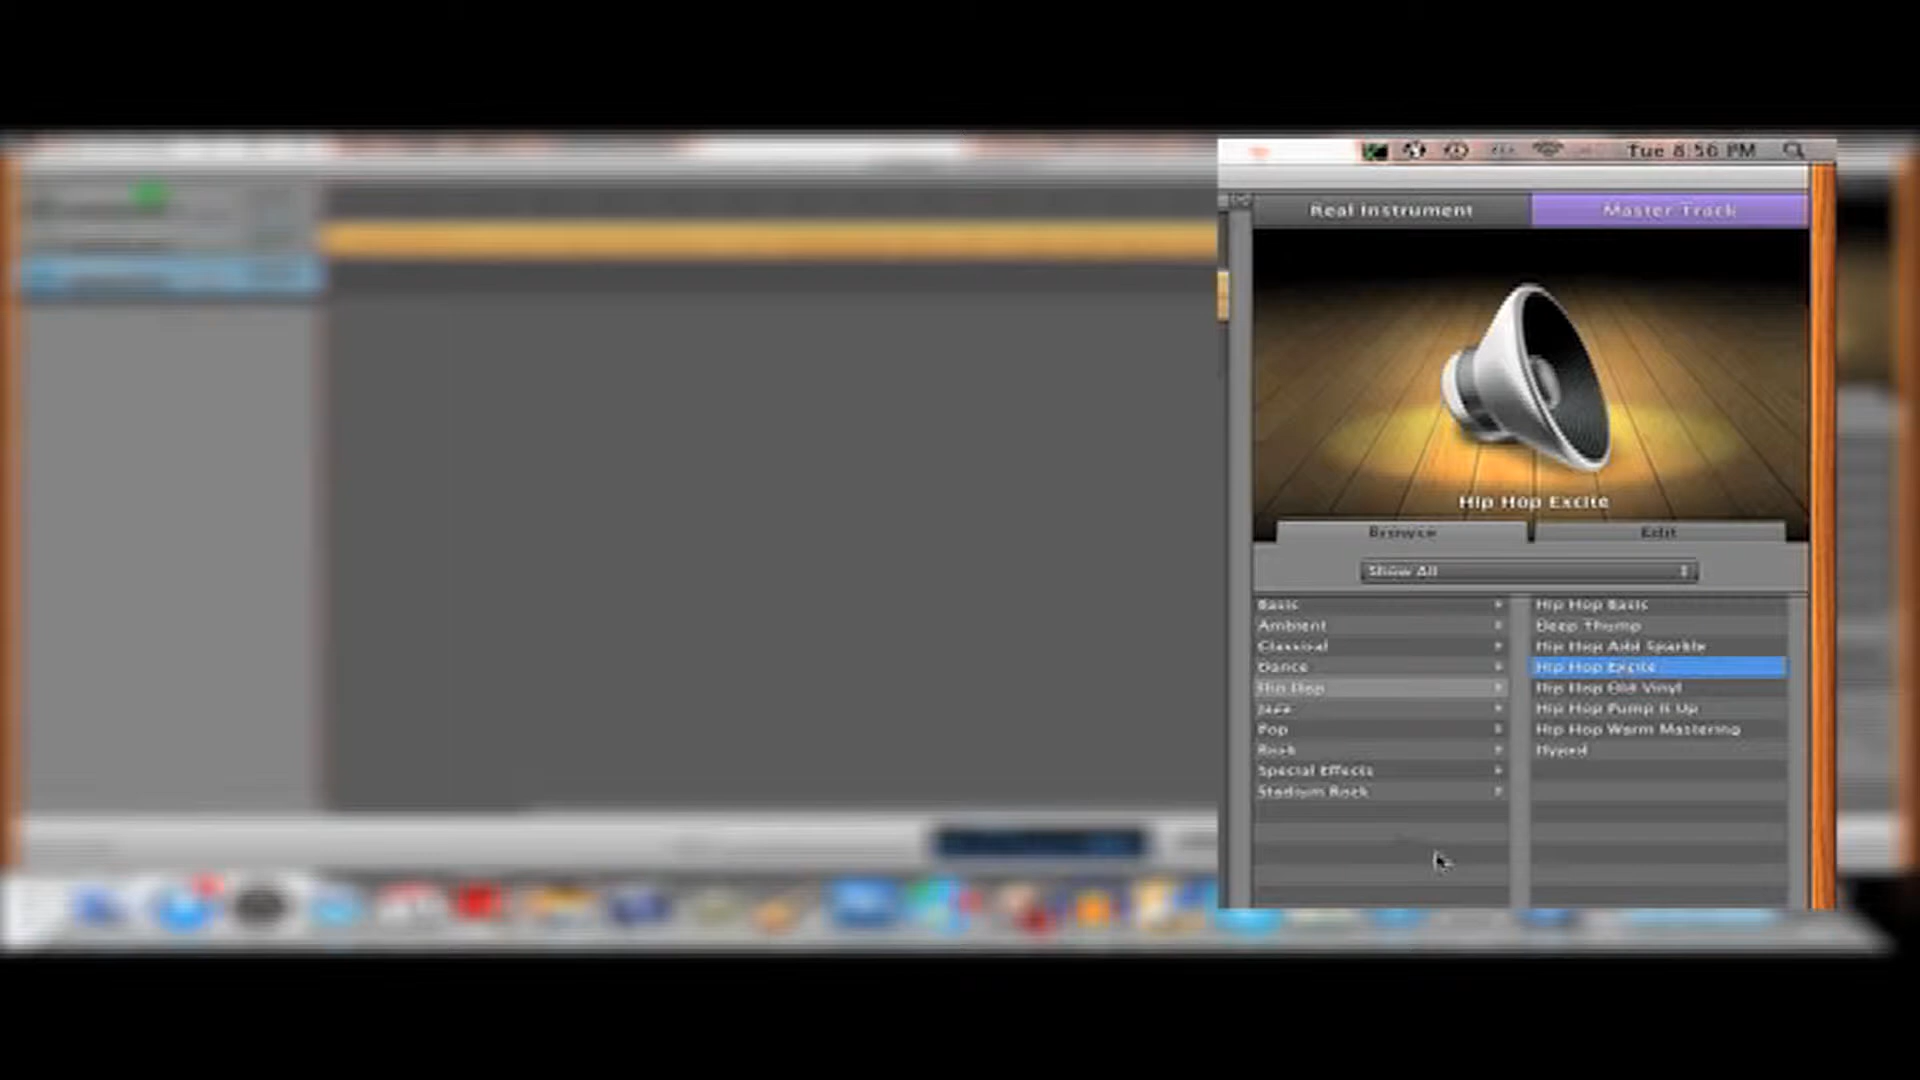 Tue 8:56 PM
Real Instrument Master Track
Hip Hop Excite
Browse Edit
Show All
Basic Hip Hop Basic
Ambient Deep Thump
Classical Hip Hop Add Sparkle
Dance Hip Hop Excite
Hip Hop Hip Hop Old Vinyl
Jazz Hip Hop Pump It Up
Pop Hip Hop Warm Mastering
Rock Hyped
Special Effects
Stadium Rock